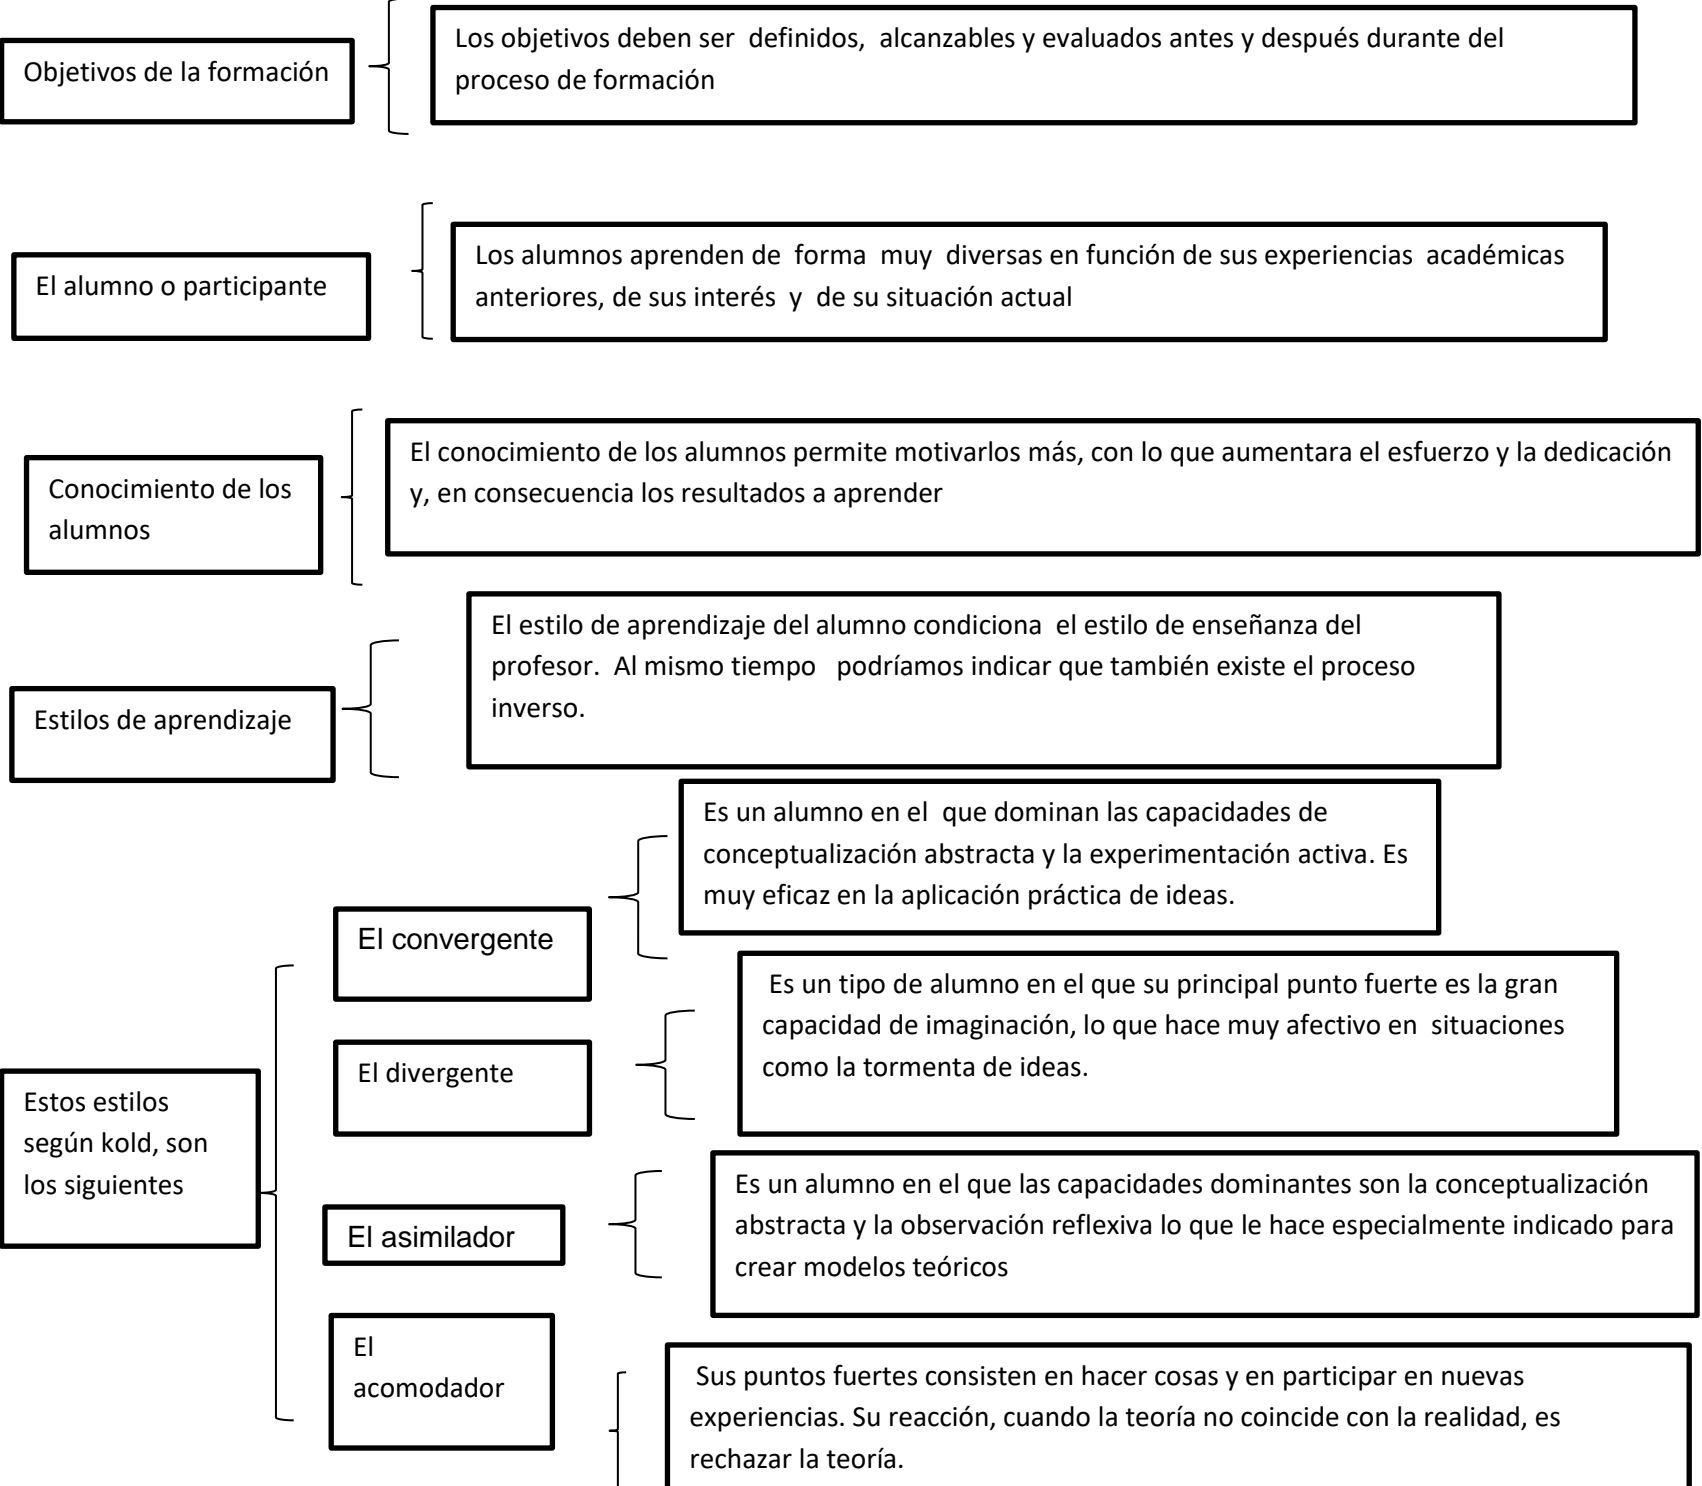 Objetivos de la formación
Los objetivos deben ser definidos, alcanzables y evaluados antes y después durante del
proceso de formación
El alumno o participante
Los alumnos aprenden de forma muy diversas en función de sus experiencias académicas
anteriores, de sus interés y de su situación actual
Conocimiento de los
alumnos
El conocimiento de los alumnos permite motivarlos más, con lo que aumentara el esfuerzo y la dedicación
y, en consecuencia los resultados a aprender
Estilos de aprendizaje
El estilo de aprendizaje del alumno condiciona el estilo de enseñanza del
profesor. Al mismo tiempo podríamos indicar que también existe el proceso
inverso.
Estos estilos
según kold, son
los siguientes
El convergente
Es un alumno en el que dominan las capacidades de
conceptualización abstracta y la experimentación activa. Es
muy eficaz en la aplicación práctica de ideas.
El divergente
Es un tipo de alumno en el que su principal punto fuerte es la gran
capacidad de imaginación, lo que hace muy afectivo en situaciones
como la tormenta de ideas.
El asimilador
Es un alumno en el que las capacidades dominantes son la conceptualización
abstracta y la observación reflexiva lo que le hace especialmente indicado para
crear modelos teóricos
El
acomodador
Sus puntos fuertes consisten en hacer cosas y en participar en nuevas
experiencias. Su reacción, cuando la teoría no coincide con la realidad, es
rechazar la teoría.